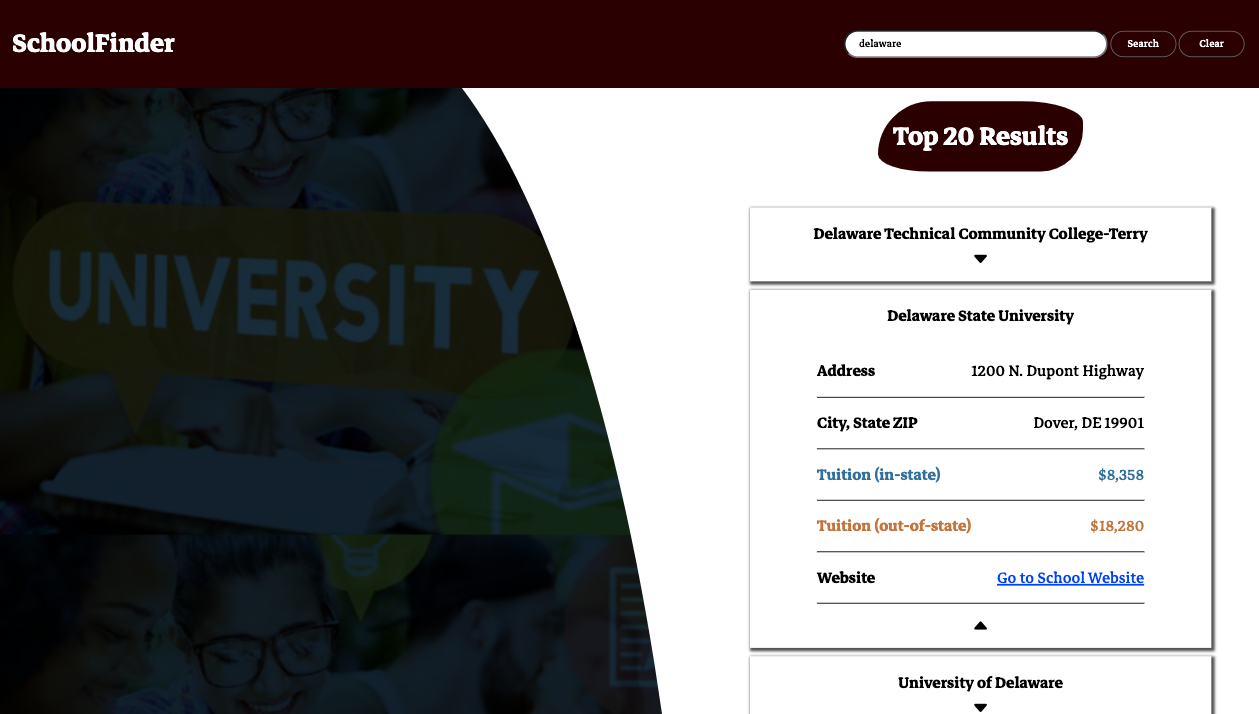 SchoolFinder
delaware
Search
Clear
UNIVERSITY
Top 20 Results
Delaware Technical Community College-Terry
Delaware State University
Address 1200 N. Dupont Highway
City, State ZIP Dover, DE 19901
Tuition (in-state) $8,358
Tuition (out-of-state) $18,280
Website Go to School Website
University of Delaware